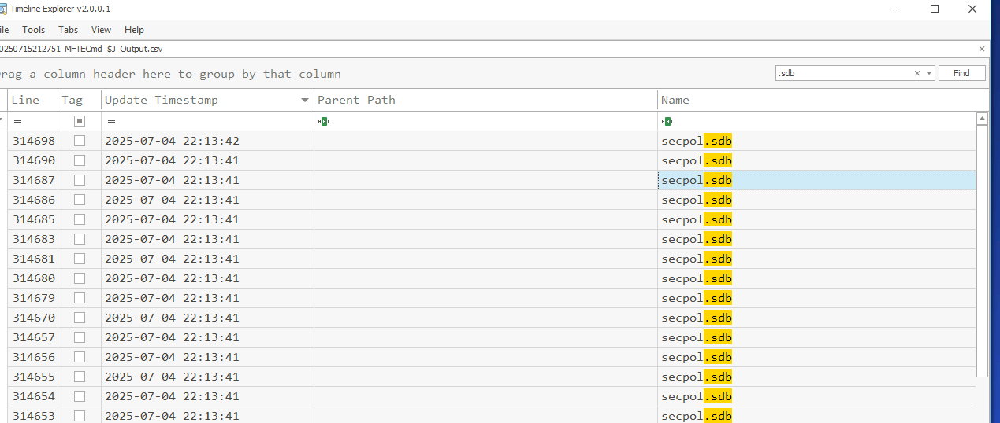 Timeline Explorer v2.0.0.1
ile Tools Tabs View Help
0250715212751_MFTECmd_$J_Output.csv
rag a column header here to group by that column
.sdb
Find
Line Tag Update Timestamp Parent Path Name
= = ABC ABC
314698 2025-07-04 22:13:42 secpol.sdb
314690 2025-07-04 22:13:41 secpol.sdb
314687 2025-07-04 22:13:41 secpol.sdb
314686 2025-07-04 22:13:41 secpol.sdb
314685 2025-07-04 22:13:41 secpol.sdb
314683 2025-07-04 22:13:41 secpol.sdb
314681 2025-07-04 22:13:41 secpol.sdb
314680 2025-07-04 22:13:41 secpol.sdb
314679 2025-07-04 22:13:41 secpol.sdb
314670 2025-07-04 22:13:41 secpol.sdb
314657 2025-07-04 22:13:41 secpol.sdb
314656 2025-07-04 22:13:41 secpol.sdb
314655 2025-07-04 22:13:41 secpol.sdb
314654 2025-07-04 22:13:41 secpol.sdb
314653 2025-07-04 22:13:41 secpol.sdb